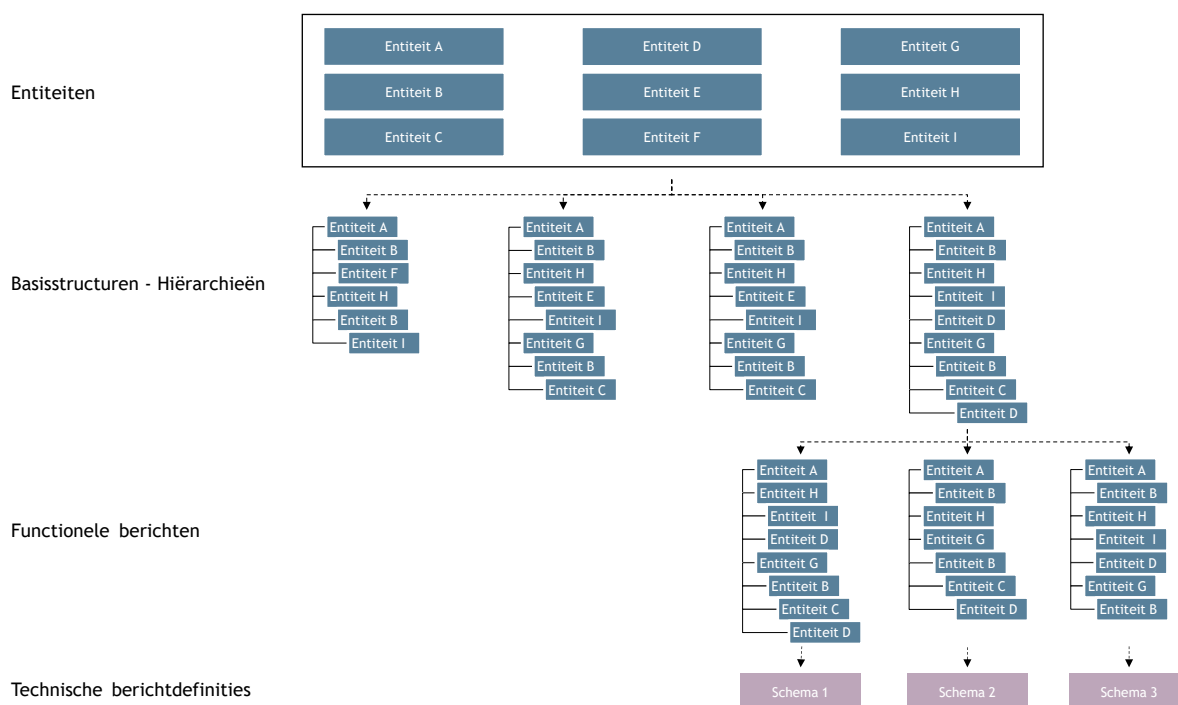 Entiteiten
Entiteit A
Entiteit D
Entiteit G
Entiteit B
Entiteit E
Entiteit H
Entiteit C
Entiteit F
Entiteit I
Basisstructuren - Hiërarchieën
Entiteit A
Entiteit B
Entiteit F
Entiteit H
Entiteit B
Entiteit I
Entiteit A
Entiteit B
Entiteit H
Entiteit E
Entiteit I
Entiteit G
Entiteit B
Entiteit C
Entiteit A
Entiteit B
Entiteit H
Entiteit E
Entiteit I
Entiteit G
Entiteit B
Entiteit C
Entiteit A
Entiteit B
Entiteit H
Entiteit I
Entiteit D
Entiteit G
Entiteit B
Entiteit C
Entiteit D
Functionele berichten
Entiteit A
Entiteit H
Entiteit I
Entiteit D
Entiteit G
Entiteit B
Entiteit C
Entiteit D
Entiteit A
Entiteit B
Entiteit H
Entiteit G
Entiteit B
Entiteit C
Entiteit D
Entiteit A
Entiteit B
Entiteit H
Entiteit I
Entiteit D
Entiteit G
Entiteit B
Technische berichtdefinities
Schema 1
Schema 2
Schema 3